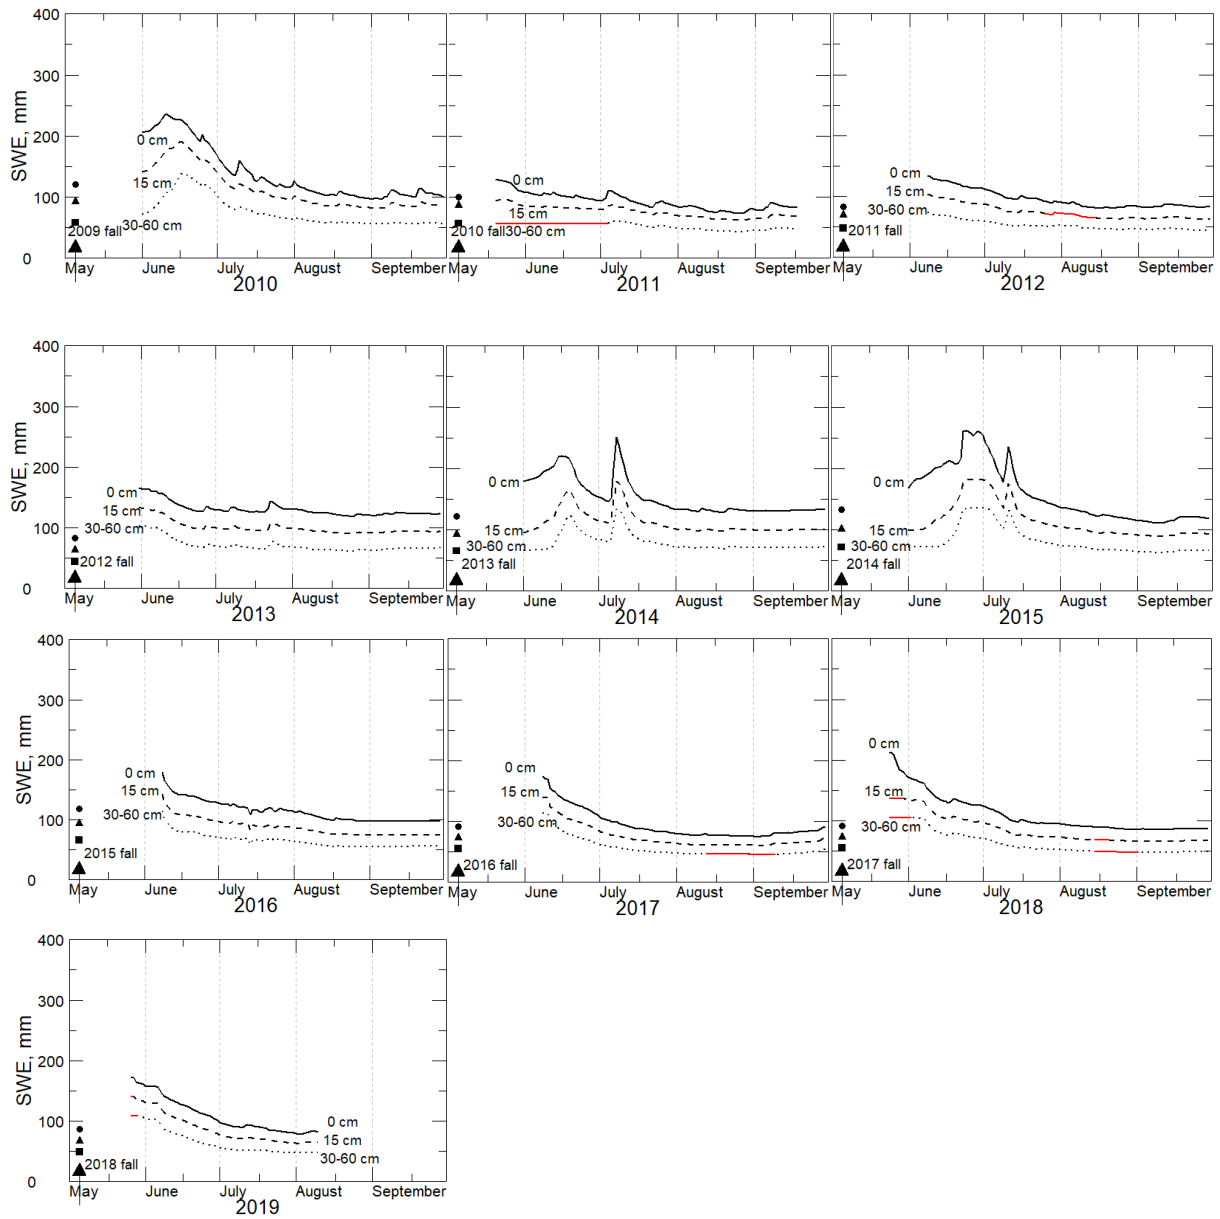 SWE, mm
400
300
200
100
0
0 cm
15 cm
30-60 cm
2009 fall
May June July August September
2010
0 cm
15 cm
30-60 cm
2010 fall
May June July August September
2011
0 cm
15 cm
30-60 cm
2011 fall
May June July August September
2012
SWE, mm
400
300
200
100
0
0 cm
15 cm
30-60 cm
2012 fall
May June July August September
2013
0 cm
15 cm
30-60 cm
2013 fall
May June July August September
2014
0 cm
15 cm
30-60 cm
2014 fall
May June July August September
2015
SWE, mm
400
300
200
100
0
0 cm
15 cm
30-60 cm
2015 fall
May June July August September
2016
0 cm
15 cm
30-60 cm
2016 fall
May June July August September
2017
0 cm
15 cm
30-60 cm
2017 fall
May June July August September
2018
SWE, mm
400
300
200
100
0
0 cm
15 cm
30-60 cm
2018 fall
May June July August September
2019